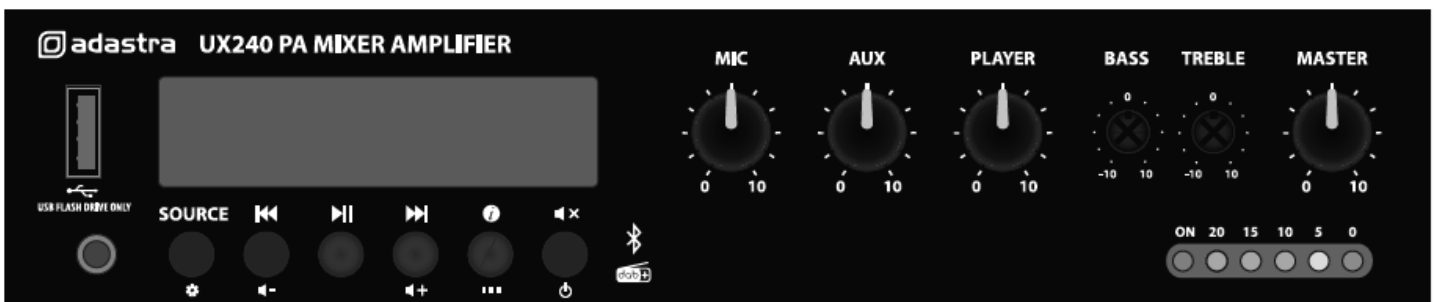 adastra UX240 PA MIXER AMPLIFIER
MIC AUX PLAYER BASS TREBLE MASTER
0 0
-10 10 -10 10
0 10 0 10 0 10 0 10
USB FLASH DRIVE ONLY
SOURCE
i
ON 20 15 10 5 0
dab+